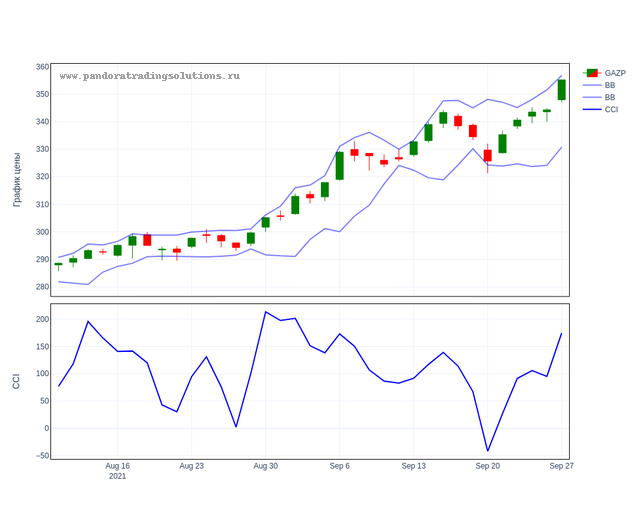 www.pandoratradingsolutions.ru
360
350
340
330
320
310
300
290
280
График цены
GAZP
BB
BB
CCI
200
150
100
50
0
−50
CCI
Aug 16
2021
Aug 23
Aug 30
Sep 6
Sep 13
Sep 20
Sep 27